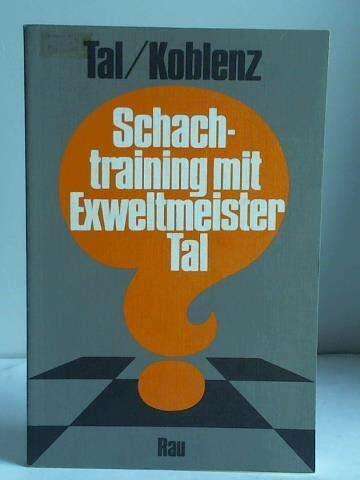 Tal/Koblenz
Schach-
training mit
Exweltmeister
Tal
Rau